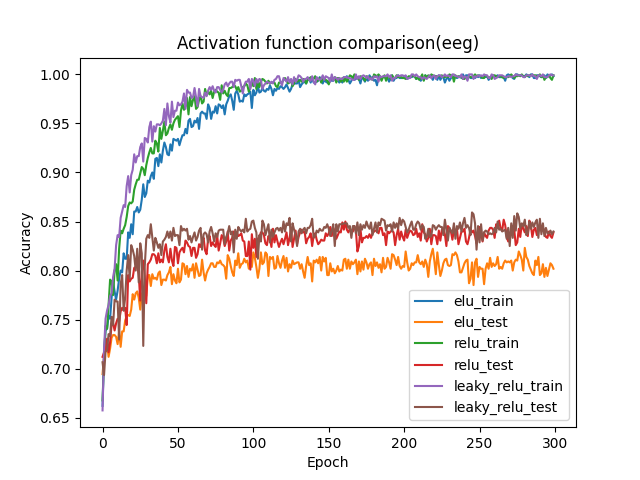 Activation function comparison(eeg)
Accuracy
1.00
0.95
0.90
0.85
0.80
0.75
0.70
0.65
0 50 100 150 200 250 300
Epoch
elu_train
elu_test
relu_train
relu_test
leaky_relu_train
leaky_relu_test